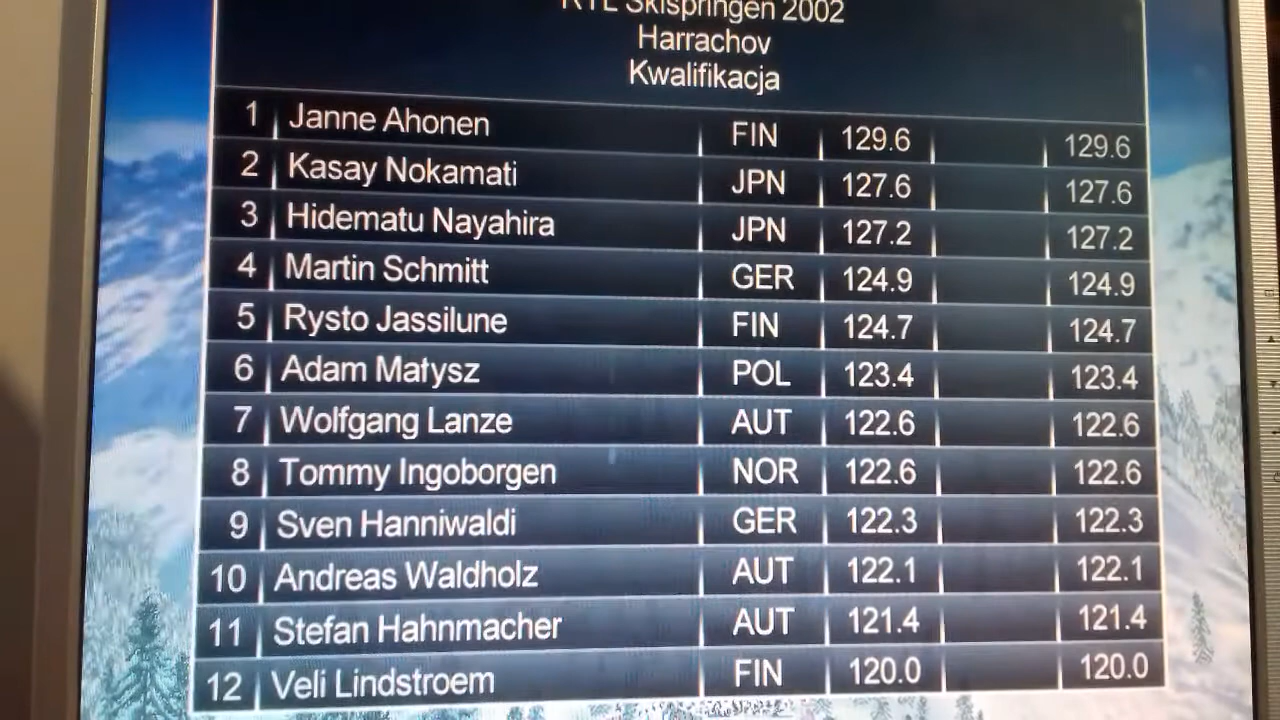 RTL Skispringen 2002
Harrachov
Kwalifikacja
1 Janne Ahonen FIN 129.6 129.6
2 Kasay Nokamati JPN 127.6 127.6
3 Hidematu Nayahira JPN 127.2 127.2
4 Martin Schmitt GER 124.9 124.9
5 Rysto Jassilune FIN 124.7 124.7
6 Adam Małysz POL 123.4 123.4
7 Wolfgang Lanze AUT 122.6 122.6
8 Tommy Ingoborgen NOR 122.6 122.6
9 Sven Hanniwaldi GER 122.3 122.3
10 Andreas Waldholz AUT 122.1 122.1
11 Stefan Hahnmacher AUT 121.4 121.4
12 Veli Lindstroem FIN 120.0 120.0